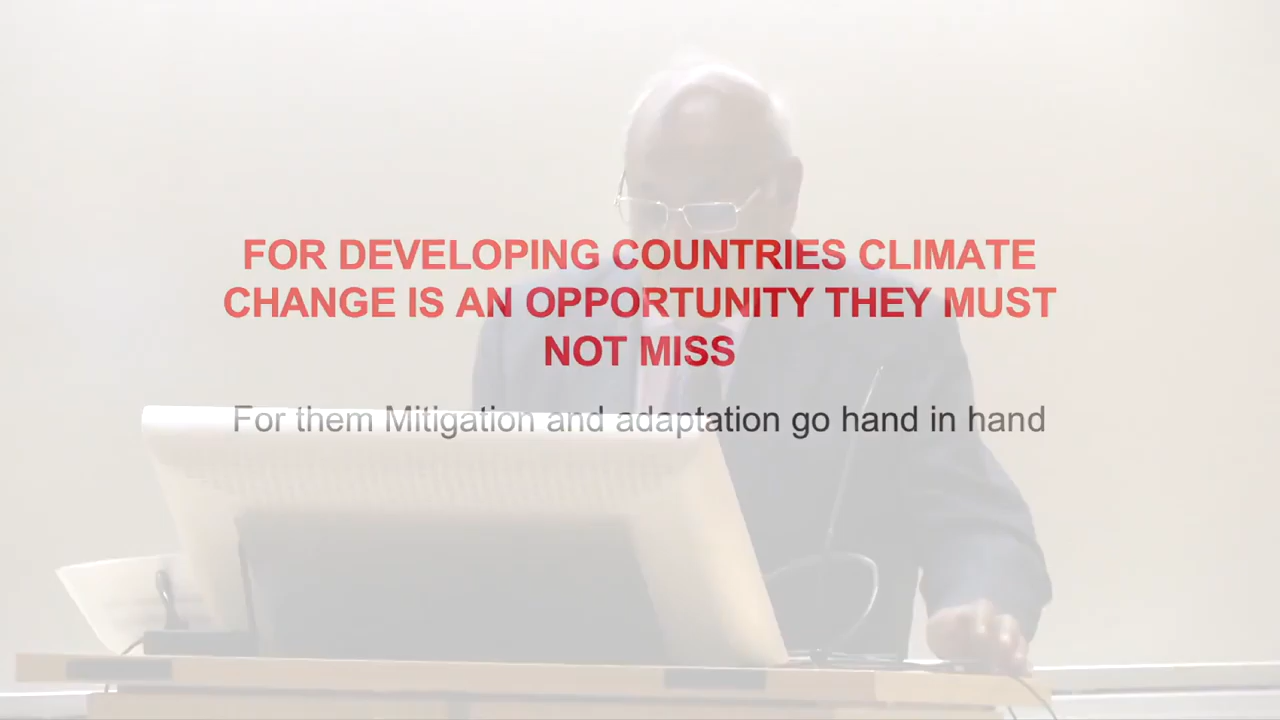 FOR DEVELOPING COUNTRIES CLIMATE
CHANGE IS AN OPPORTUNITY THEY MUST
NOT MISS
For them Mitigation and adaptation go hand in hand